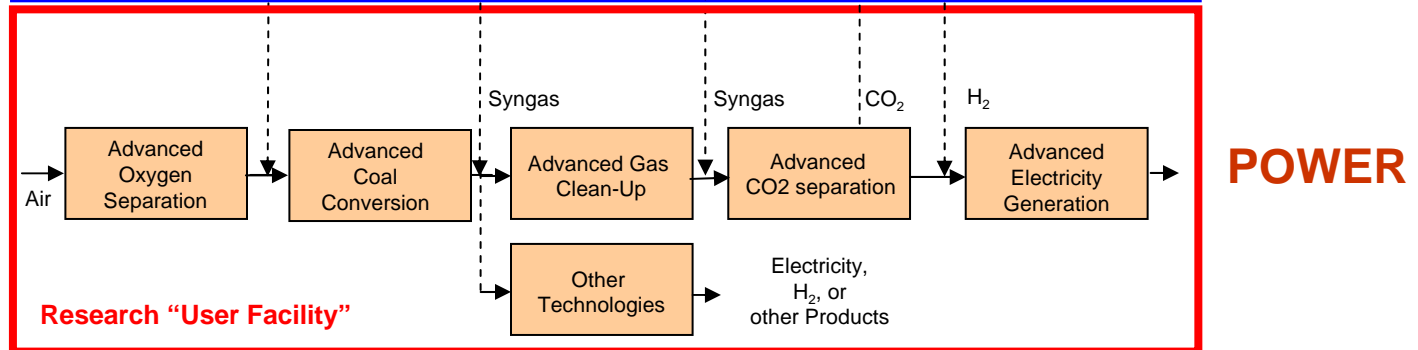 Syngas
Syngas
CO₂
H₂
Air
Advanced
Oxygen
Separation
Advanced
Coal
Conversion
Advanced Gas
Clean-Up
Advanced
CO2 separation
Advanced
Electricity
Generation
POWER
Other
Technologies
Electricity,
H₂, or
other Products
Research “User Facility”